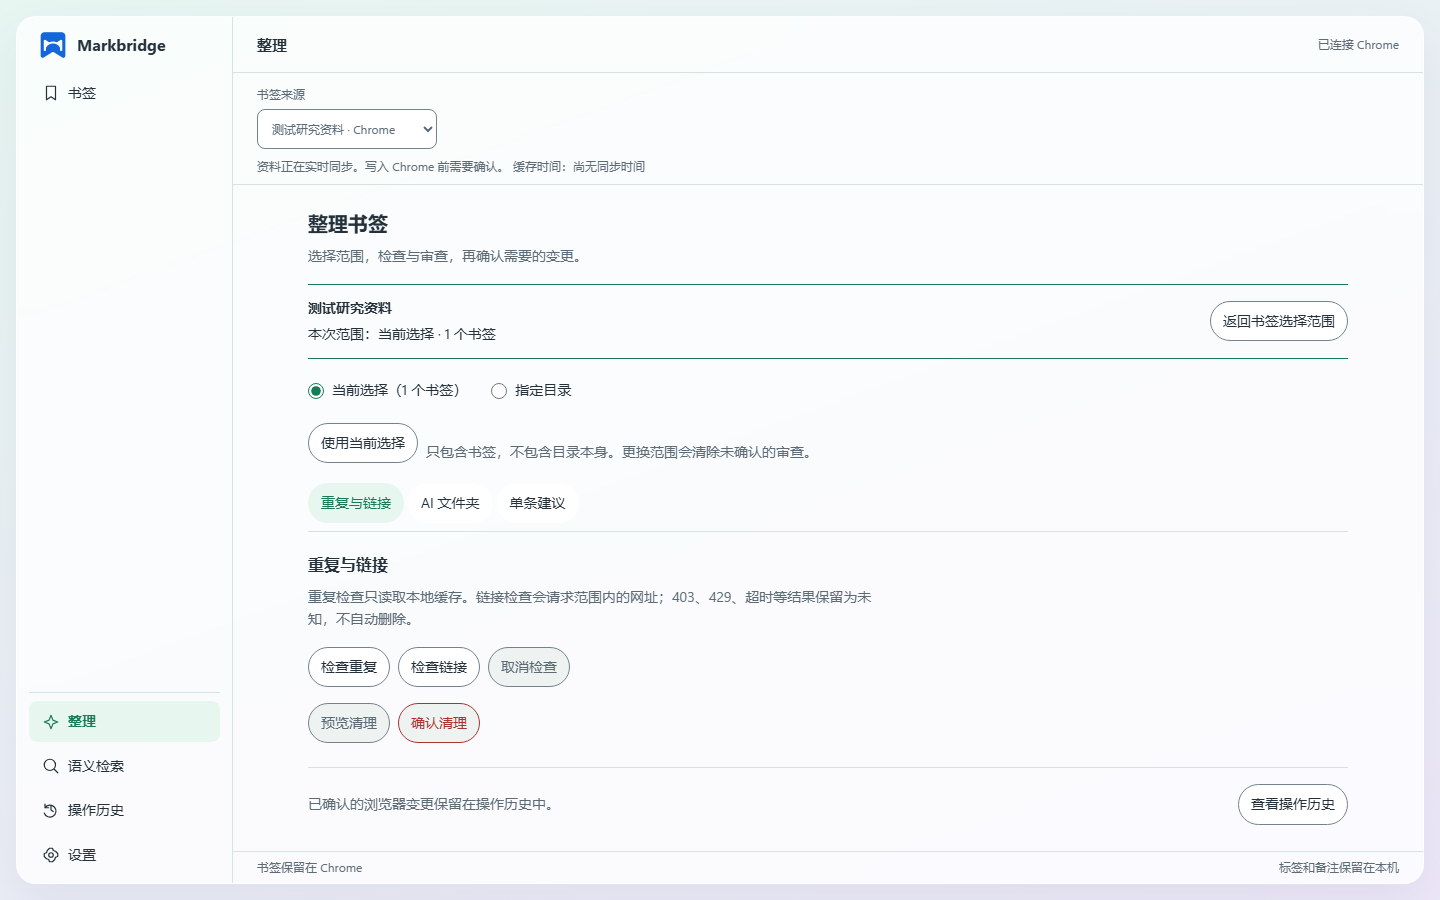 Markbridge
书签
整理
语义检索
操作历史
设置
整理
已连接 Chrome
书签来源
测试研究资料 · Chrome
资料正在实时同步。写入 Chrome 前需要确认。 缓存时间：尚无同步时间
整理书签
选择范围，检查与审查，再确认需要的变更。
测试研究资料
本次范围：当前选择 · 1 个书签
返回书签选择范围
当前选择（1 个书签）
指定目录
使用当前选择
只包含书签，不包含目录本身。更换范围会清除未确认的审查。
重复与链接
AI 文件夹
单条建议
重复与链接
重复检查只读取本地缓存。链接检查会请求范围内的网址；403、429、超时等结果保留为未
知，不自动删除。
检查重复
检查链接
取消检查
预览清理
确认清理
已确认的浏览器变更保留在操作历史中。
查看操作历史
书签保留在 Chrome
标签和备注保留在本机